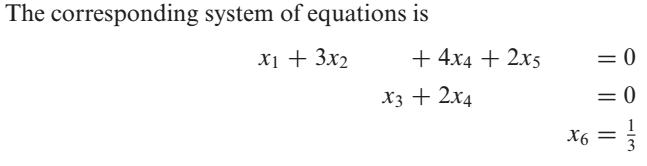 The corresponding system of equations is
x₁ + 3x₂ + 4x₄ + 2x₅ = 0
x₃ + 2x₄ = 0
x₆ = 1/3